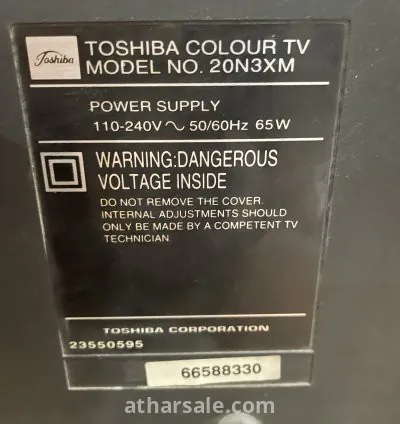 Toshiba
TOSHIBA COLOUR TV
MODEL NO. 20N3XM
POWER SUPPLY
110-240V ~ 50/60Hz 65W
WARNING:DANGEROUS
VOLTAGE INSIDE
DO NOT REMOVE THE COVER.
INTERNAL ADJUSTMENTS SHOULD
ONLY BE MADE BY A COMPETENT TV
TECHNICIAN
TOSHIBA CORPORATION
23550595
66588330
atharsale.com